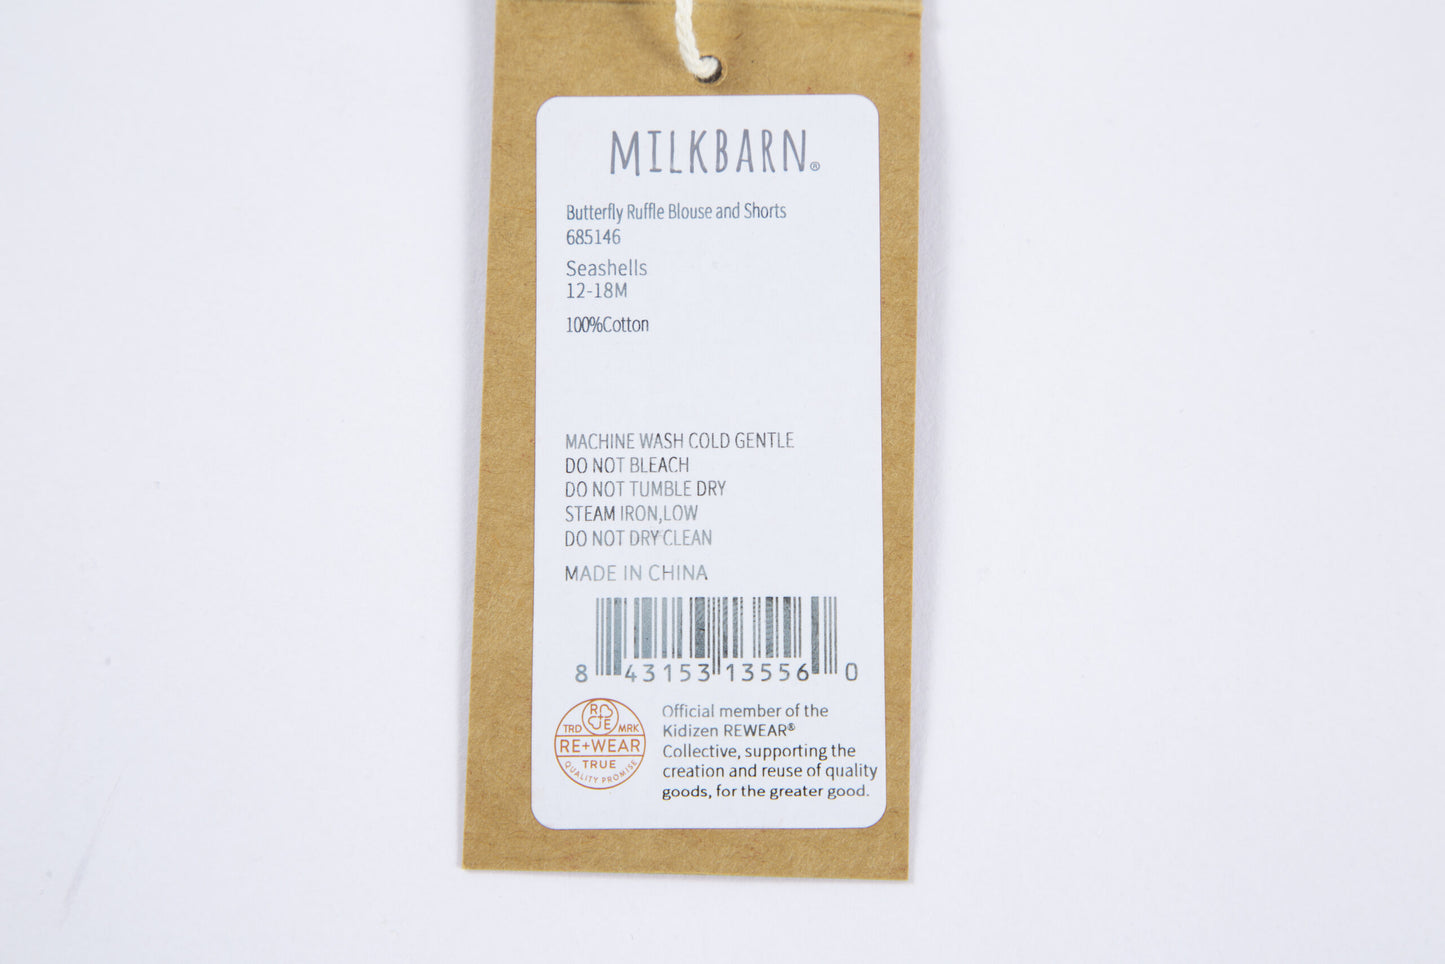 MILKBARN®
Butterfly Ruffle Blouse and Shorts
685146
Seashells
12-18M
100%Cotton
MACHINE WASH COLD GENTLE
DO NOT BLEACH
DO NOT TUMBLE DRY
STEAM IRON,LOW
DO NOT DRY CLEAN
MADE IN CHINA
8 43153 13556 0
R
E
TRD MRK
RE+WEAR
TRUE
QUALITY PROMISE
Official member of the
Kidizen REWEAR®
Collective, supporting the
creation and reuse of quality
goods, for the greater good.